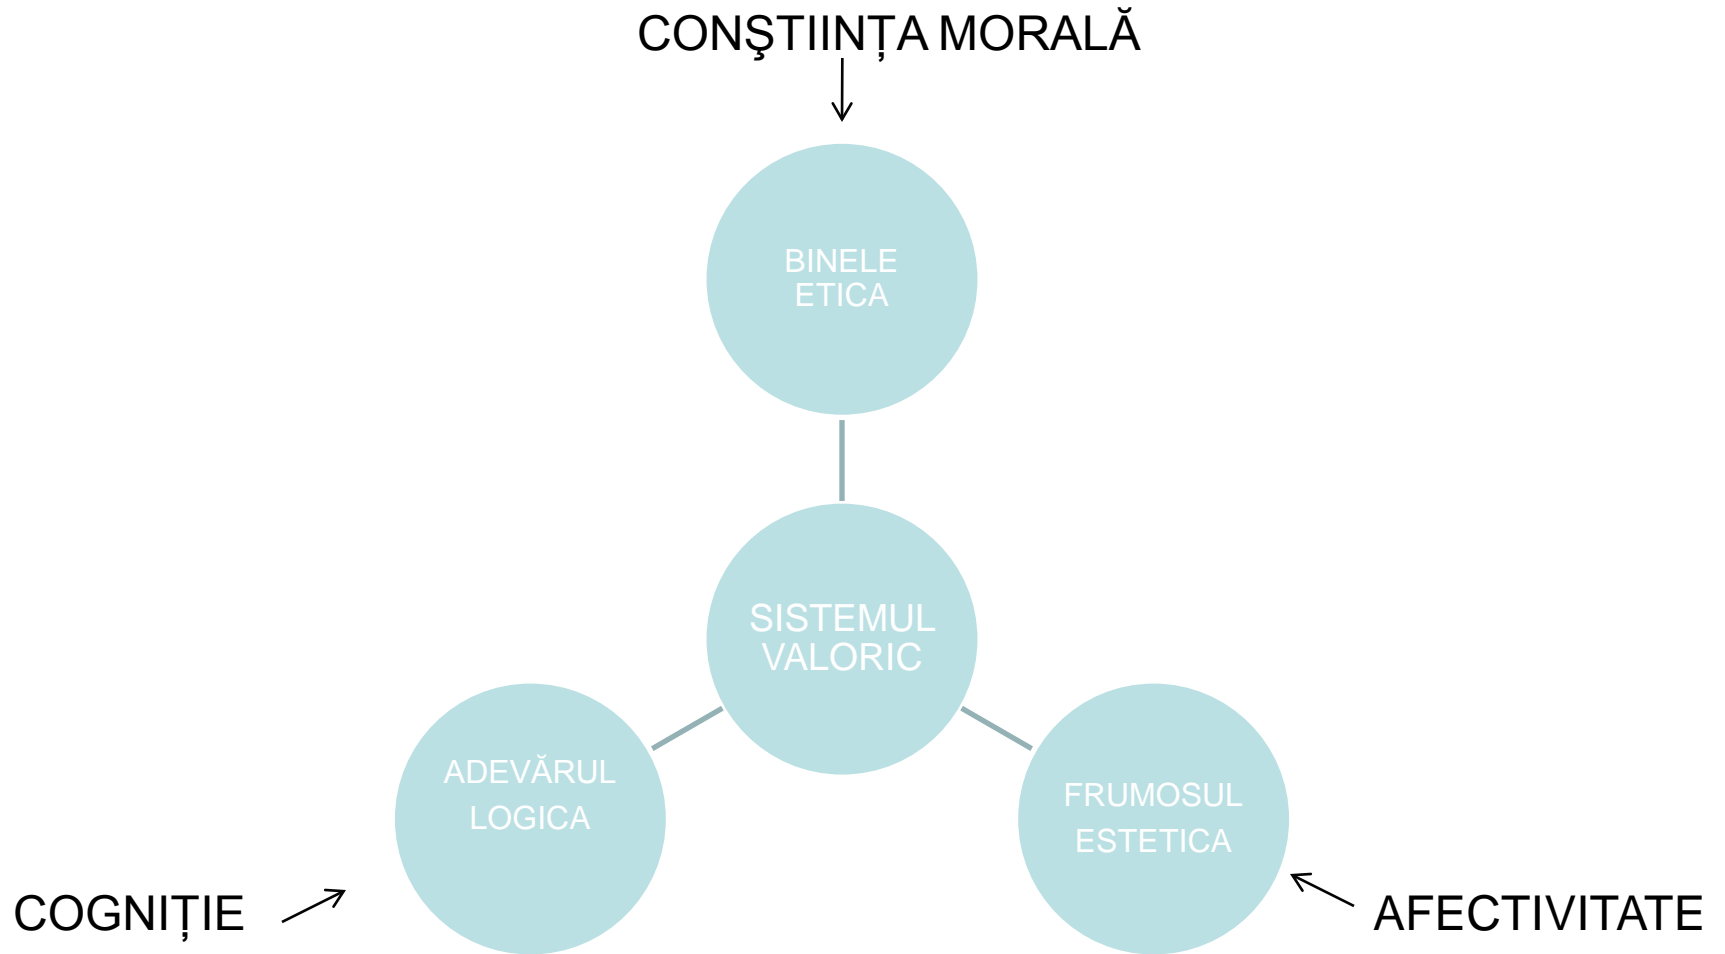 CONŞTIINȚA MORALĂ
BINELE
ETICA
SISTEMUL
VALORIC
ADEVĂRUL
LOGICA
FRUMOSUL
ESTETICA
COGNIȚIE
AFECTIVITATE